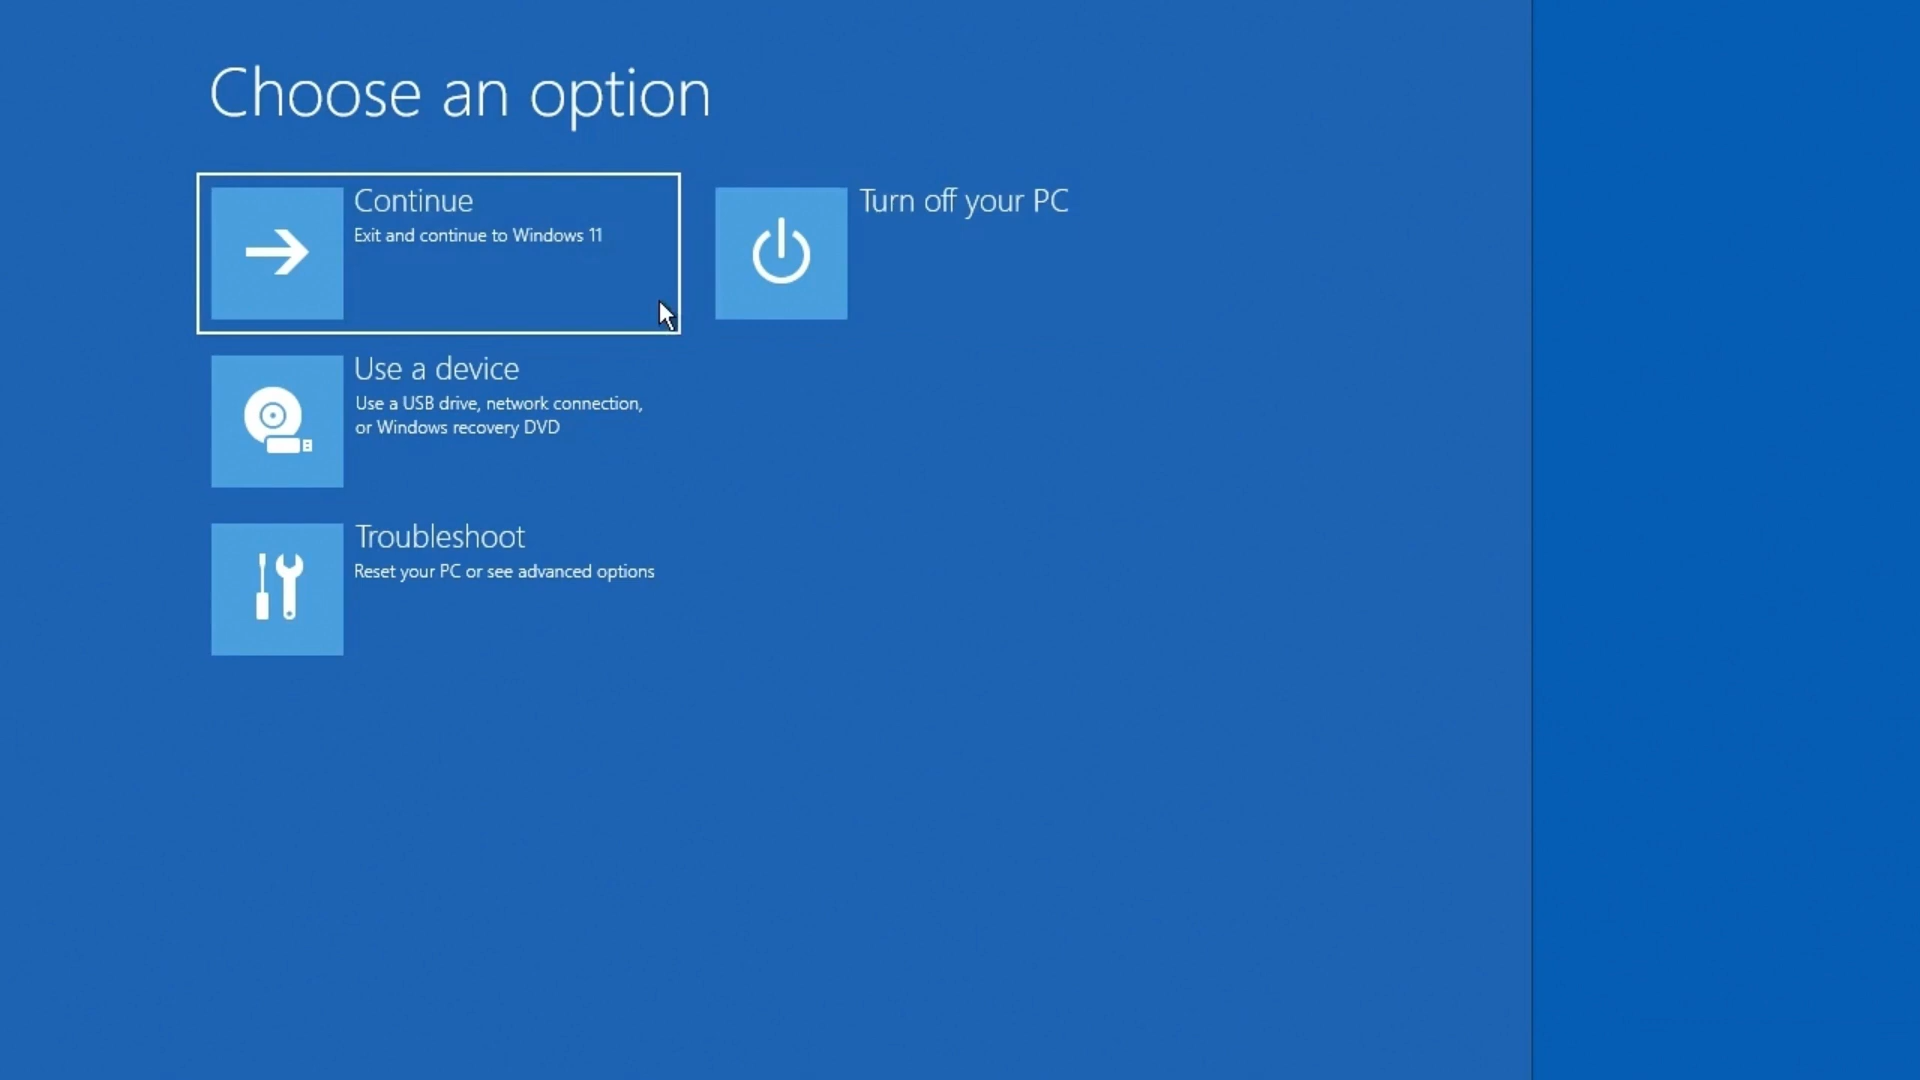 Choose an option
Continue
Exit and continue to Windows 11
Turn off your PC
Use a device
Use a USB drive, network connection,
or Windows recovery DVD
Troubleshoot
Reset your PC or see advanced options